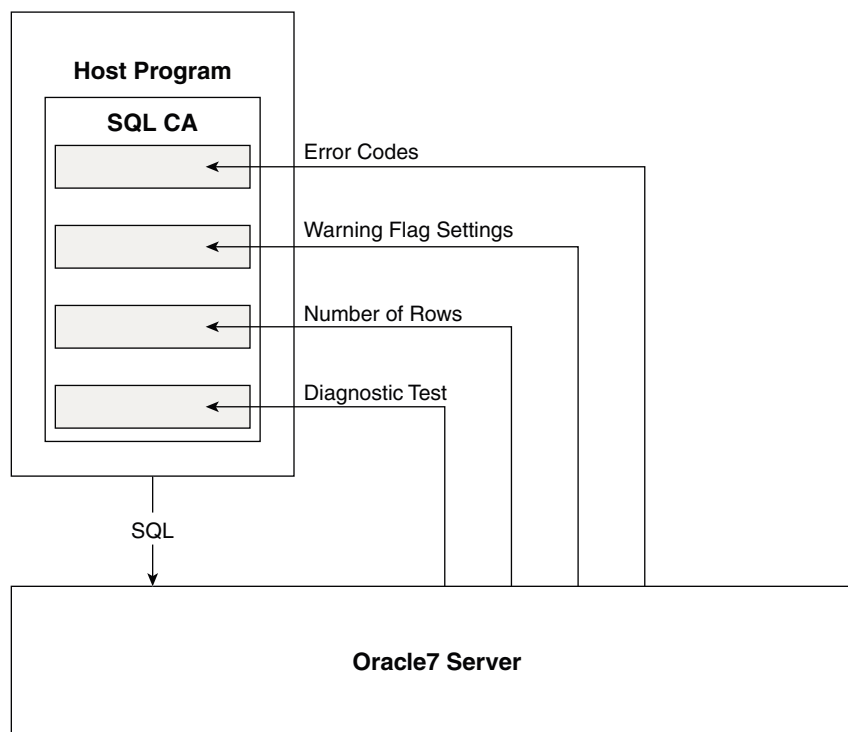 Host Program
SQL CA
Error Codes
Warning Flag Settings
Number of Rows
Diagnostic Test
SQL
Oracle7 Server